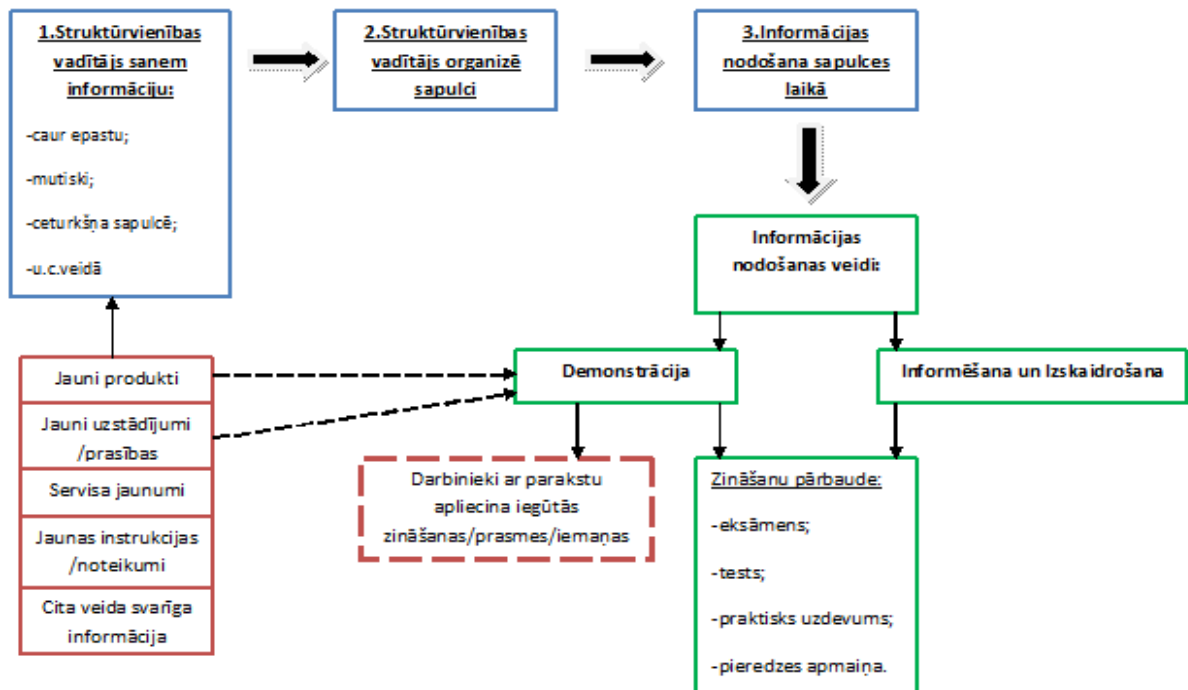 1.Struktūrvienības
vadītājs saņem
informāciju:
-caur epastu;
-mutiski;
-ceturkšņa sapulcē;
-u.c.veidā
2.Struktūrvienības
vadītājs organizē
sapulci
3.Informācijas
nodošana sapulces
laikā
Informācijas
nodošanas veidi:
Jauni produkti
Jauni uzstādījumi
/prasības
Servisa jaunumi
Jaunas instrukcijas
/noteikumi
Cita veida svarīga
informācija
Demonstrācija
Informēšana un Izskaidrošana
Darbinieki ar parakstu
apliecina iegūtās
zināšanas/prasmes/iemaņas
Zināšanu pārbaude:
-eksāmens;
-tests;
-praktisks uzdevums;
-pieredzes apmaiņa.